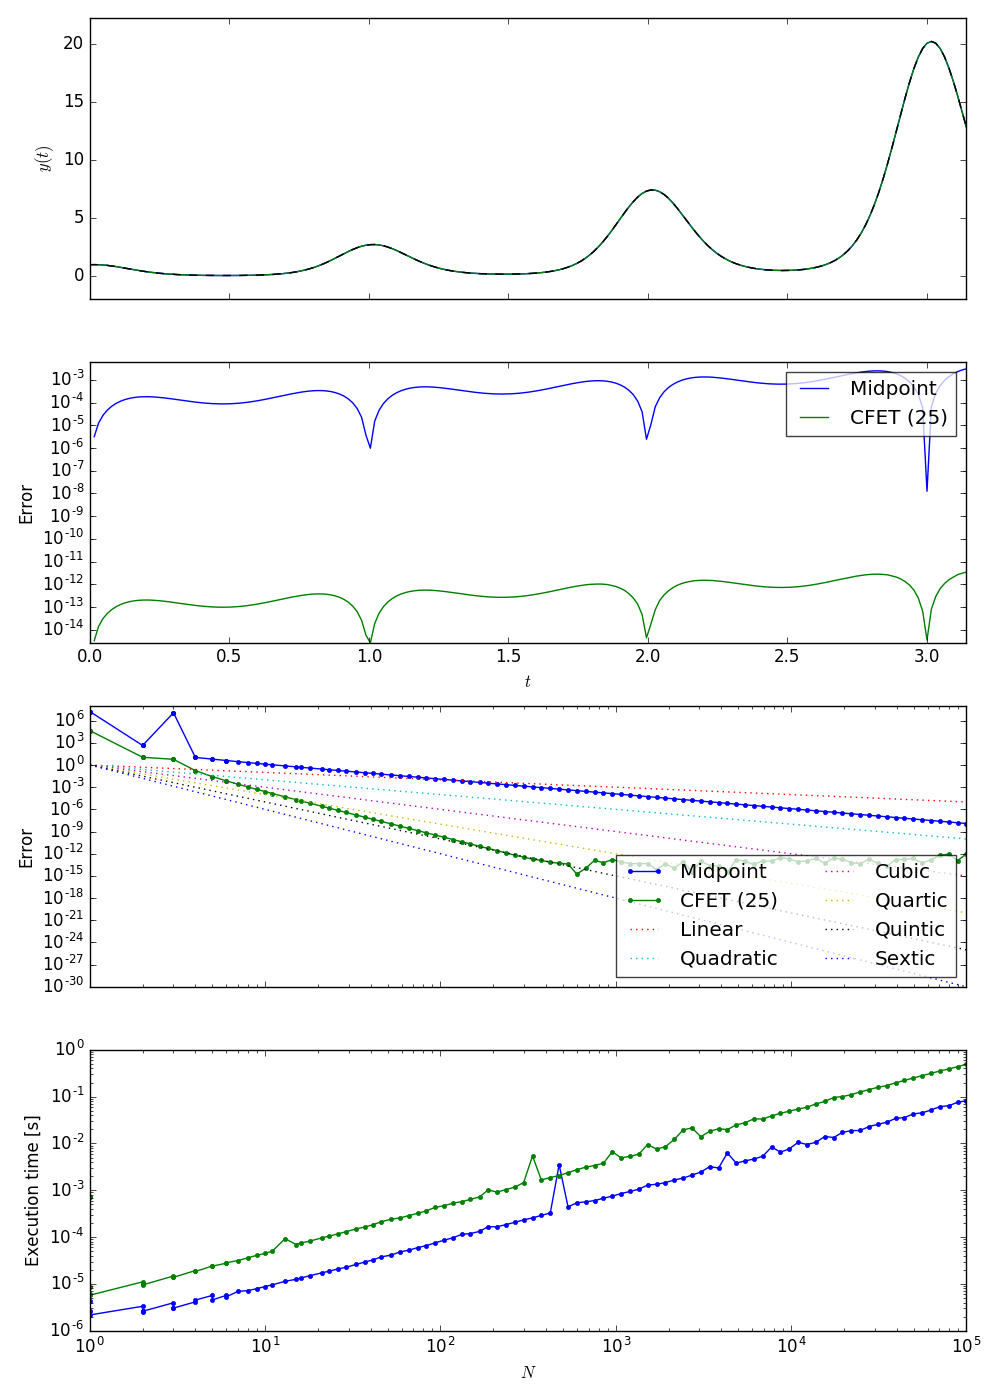 20
15
10
5
0
y(t)
10^-3
10^-4
10^-5
10^-6
10^-7
10^-8
10^-9
10^-10
10^-11
10^-12
10^-13
10^-14
Error
Midpoint
CFET (25)
0.0 0.5 1.0 1.5 2.0 2.5 3.0
t
10^6
10^3
10^0
10^-3
10^-6
10^-9
10^-12
10^-15
10^-18
10^-21
10^-24
10^-27
10^-30
Error
Midpoint
CFET (25)
Linear
Quadratic
Cubic
Quartic
Quintic
Sextic
10^0
10^-1
10^-2
10^-3
10^-4
10^-5
10^-6
Execution time [s]
10^0 10^1 10^2 10^3 10^4 10^5
N